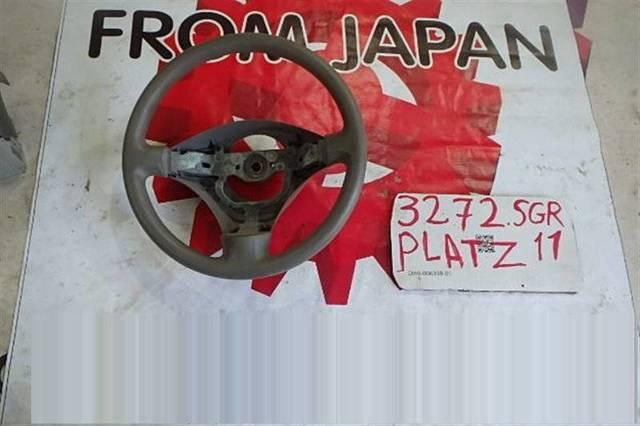 FROM JAPAN
3272.SGR
PLATZ 11